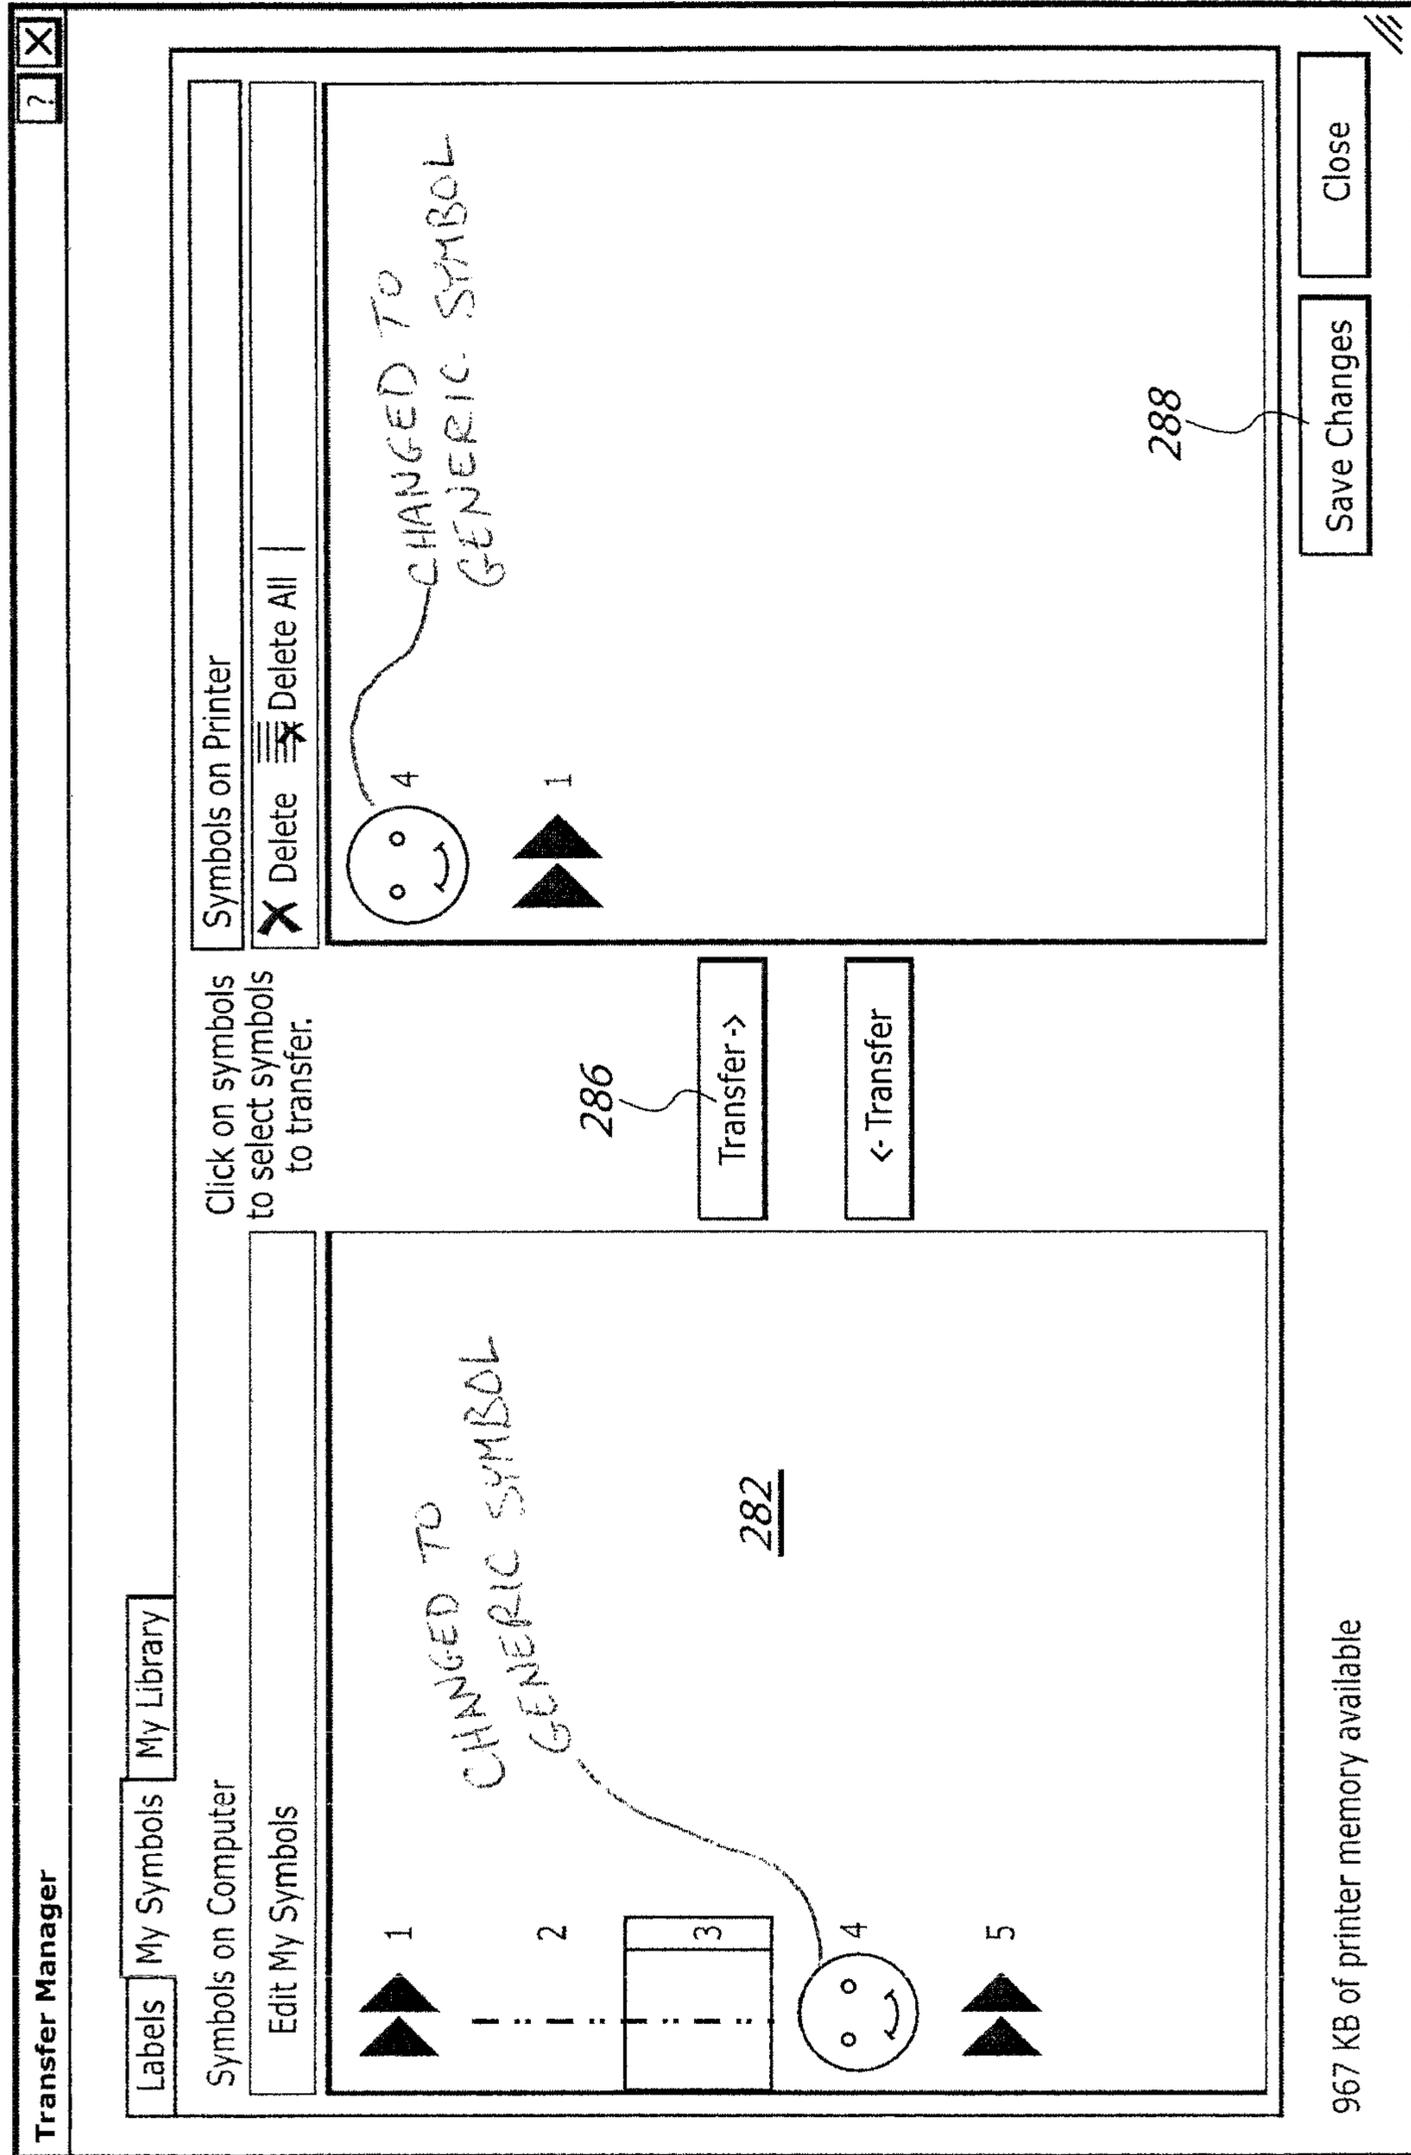 Transfer Manager
? X
Labels My Symbols My Library
Symbols on Computer
Edit My Symbols
1
2
3
4
5
CHANGED TO
GENERIC SYMBOL
282
Click on symbols
to select symbols
to transfer.
286
Transfer ->
<- Transfer
Symbols on Printer
X Delete Delete All
4
1
CHANGED TO
GENERIC SYMBOL
288
967 KB of printer memory available
Save Changes
Close